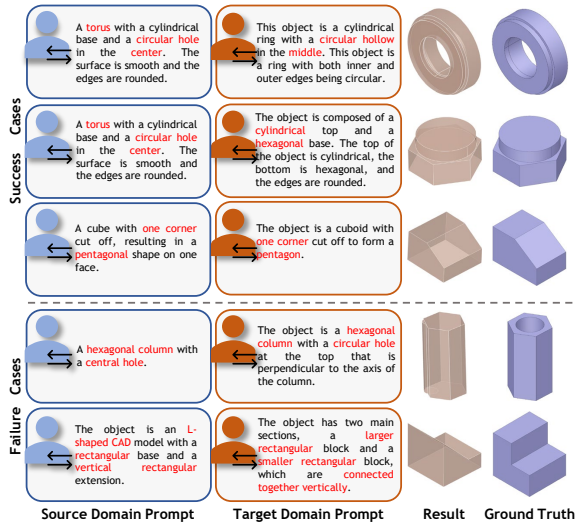 Success Cases
A torus with a cylindrical
base and a circular hole
in the center. The
surface is smooth and the
edges are rounded.
This object is a cylindrical
ring with a circular hollow
in the middle. This object is
a ring with both inner and
outer edges being circular.
A torus with a cylindrical
base and a circular hole
in the center. The
surface is smooth and
the edges are rounded.
The object is composed of a
cylindrical top and a
hexagonal base. The top of
the object is cylindrical, the
bottom is hexagonal, and
the edges are rounded.
A cube with one corner
cut off, resulting in a
pentagonal shape on one
face.
The object is a cuboid with
one corner cut off to form a
pentagon.
Failure Cases
A hexagonal column with
a central hole.
The object is a hexagonal
column with a circular hole
at the top that is
perpendicular to the axis of
the column.
The object is an L-
shaped CAD model with a
rectangular base and a
vertical rectangular
extension.
The object has two main
sections, a larger
rectangular block and a
smaller rectangular block,
which are connected
together vertically.
Source Domain Prompt
Target Domain Prompt
Result
Ground Truth